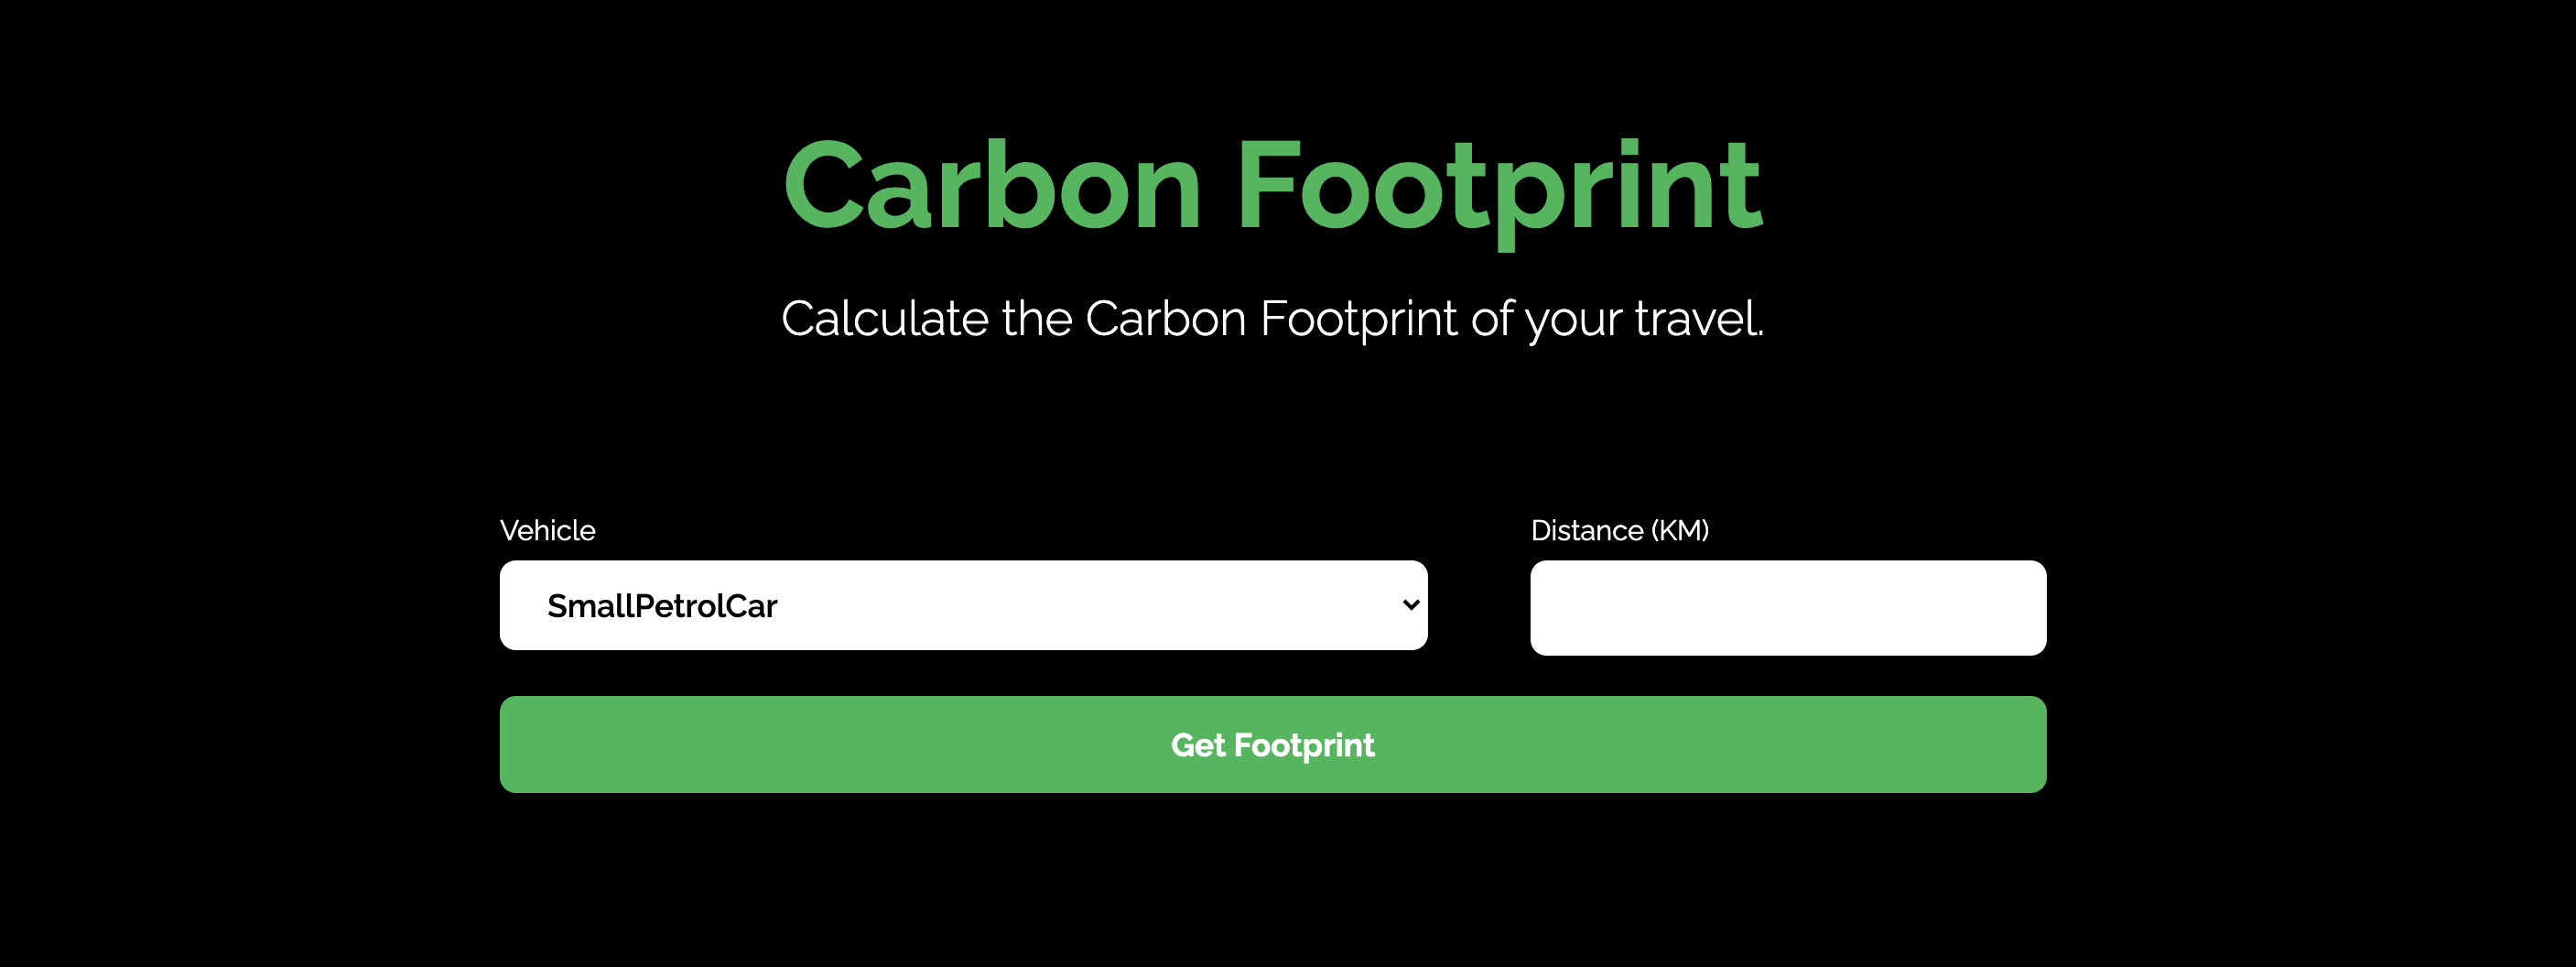 Carbon Footprint
Calculate the Carbon Footprint of your travel.
Vehicle
Distance (KM)
SmallPetrolCar
Get Footprint